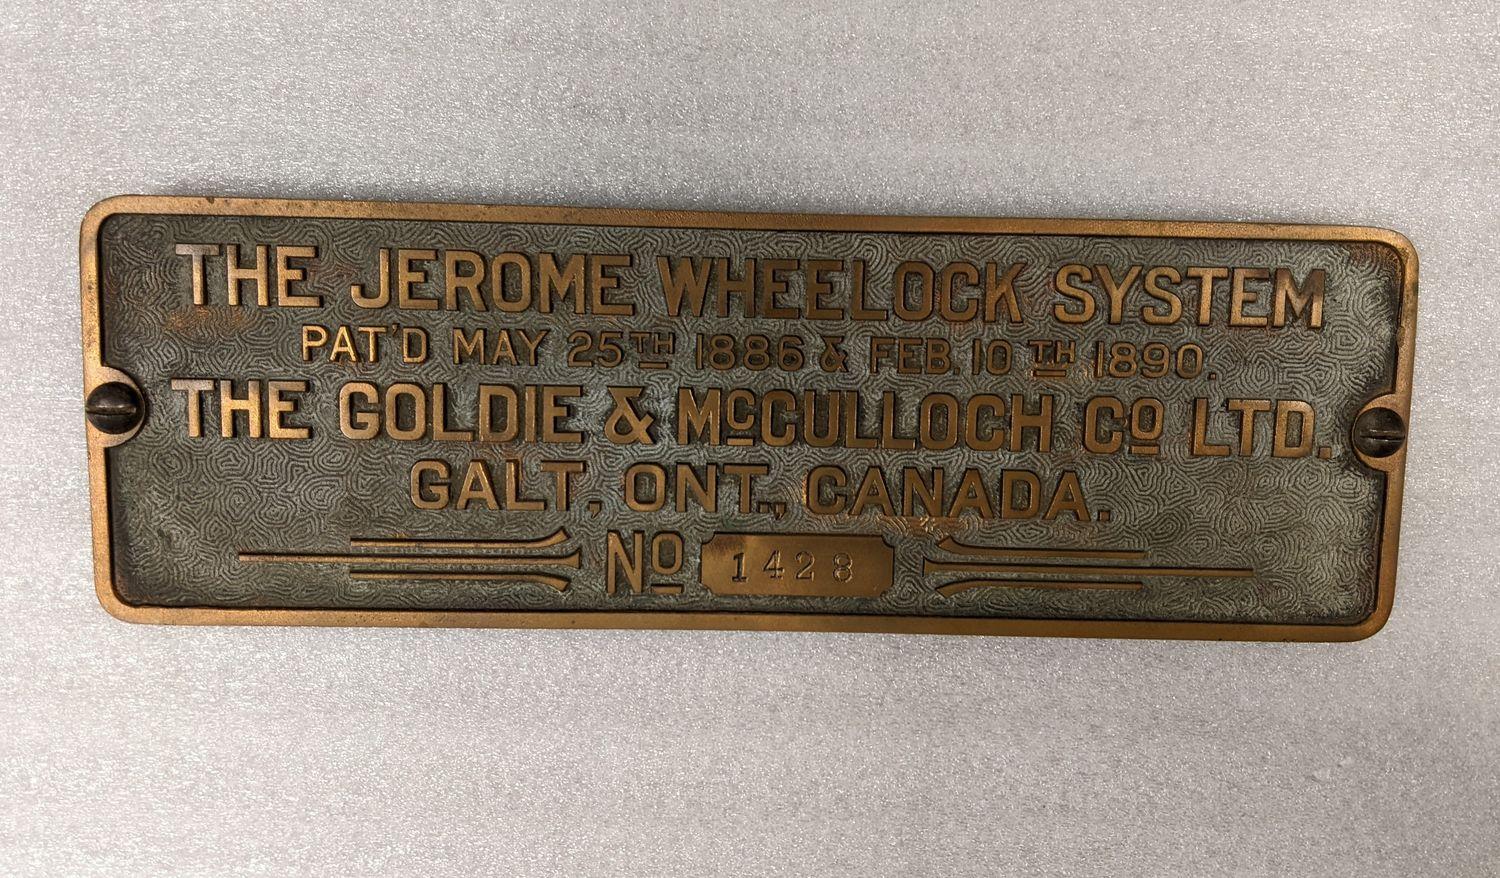 THE JEROME WHEELOCK SYSTEM
PAT'D MAY 25TH 1886 & FEB. 10TH 1890.
THE GOLDIE & McCULLOCH Co LTD.
GALT, ONT., CANADA.
No 1428